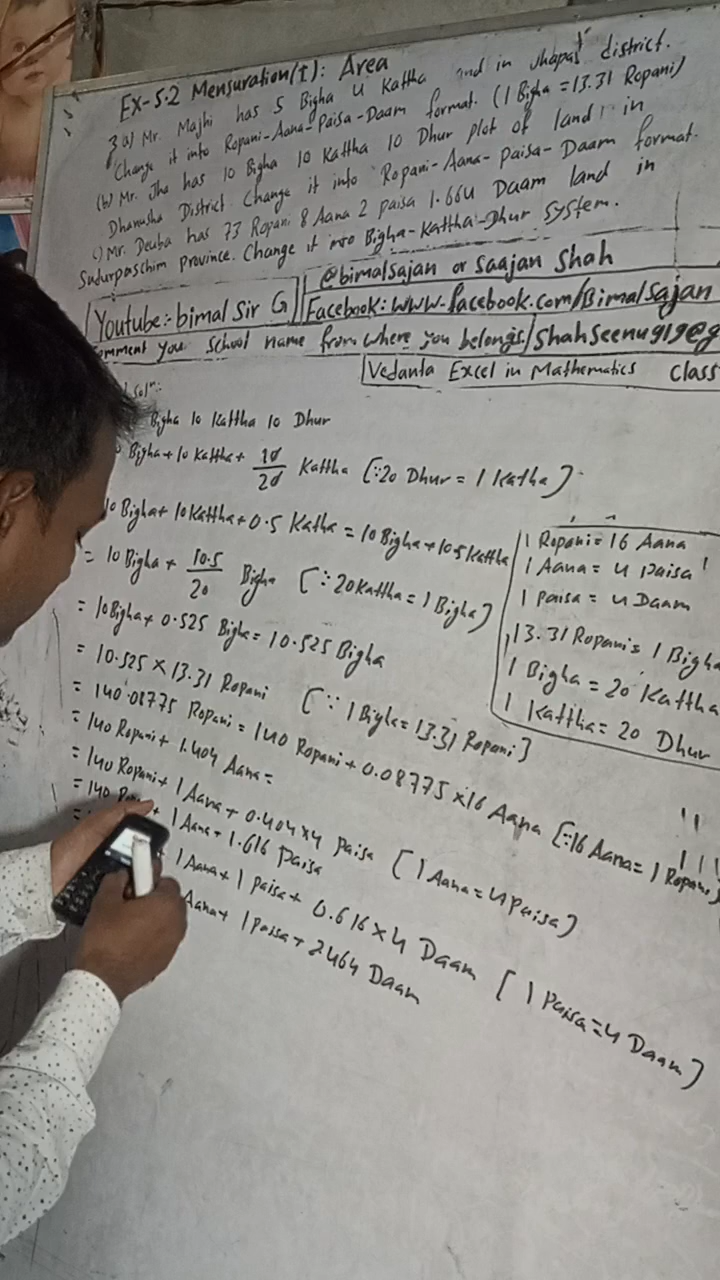 Ex-5.2 Mensuration(I): Area
3 a) Mr. Majhi has 5 Bigha 4 Kattha land in Jhapa district.
Change it into Ropani-Aana-Paisa-Daam format. (1 Bigha = 13.31 Ropani)
(b) Mr. Jha has 10 Bigha 10 Kattha 10 Dhur plot of land in
Dhanusha District. Change it into Ropani-Aana-Paisa-Daam format.
c) Mr. Deuba has 73 Ropani 8 Aana 2 paisa 1.664 Daam land in
Sudurpaschim province. Change it into Bigha-Kattha-Dhur system.
@bimalsajan or Saajan Shah
Youtube:- bimal Sir G
Facebook: www.facebook.com/Bimalsajan
omment you school name from where you belongs/Shahseenu919@g
Vedanta Excel in Mathematics Class
Solⁿ:
Bigha 10 Kattha 10 Dhur
Bigha + 10 Kattha + 10/20 Kattha [∵ 20 Dhur = 1 Katha]
10 Bigha + 10 Kattha + 0.5 Katha = 10 Bigha + 10.5 Kattha
= 10 Bigha + 10.5/20 Bigha [∵ 20 Kattha = 1 Bigha]
= 10 Bigha + 0.525 Bigha = 10.525 Bigha
= 10.525 × 13.31 Ropani [∵ 1 Bigha = 13.31 Ropani]
= 140.08775 Ropani = 140 Ropani + 0.08775 × 16 Aana [∵ 16 Aana = 1 Ropani]
= 140 Ropani + 1.404 Aana =
= 140 Ropani + 1 Aana + 0.404 × 4 Paisa [1 Aana = 4 Paisa)
= 140 + 1 Aana + 1.616 Paisa
=
1 Aana + 1 Paisa + 0.616 × 4 Daam [1 Paisa = 4 Daam]
Aana + 1 Paisa + 2464 Daam
1 Ropani = 16 Aana
1 Aana = 4 Paisa
1 Paisa = 4 Daam
13.31 Ropani = 1 Bigha
1 Bigha = 20 Kattha
1 Kattha = 20 Dhur